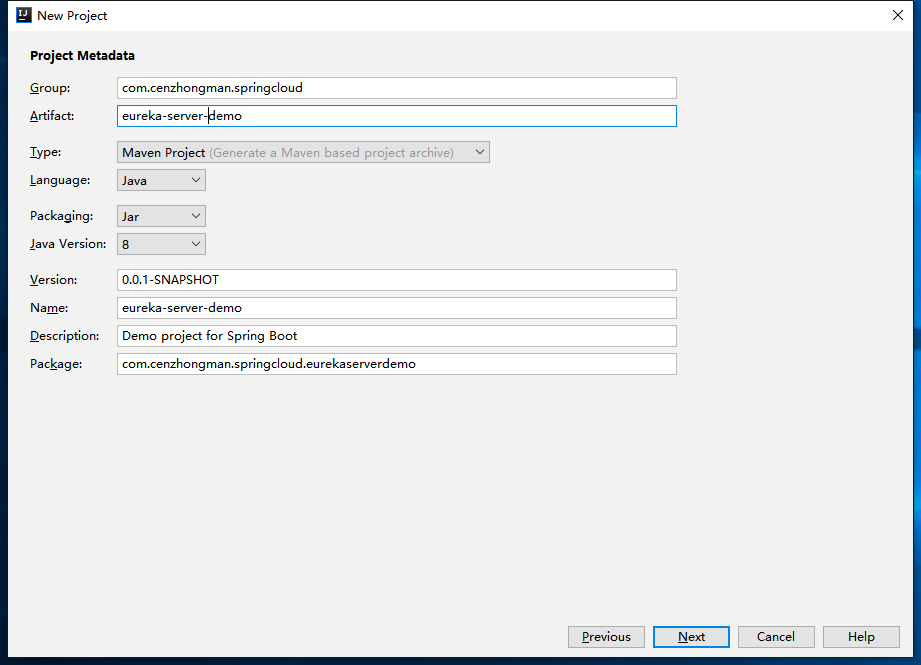 New Project
Project Metadata
Group: com.cenzhongman.springcloud
Artifact: eureka-server-demo
Type: Maven Project (Generate a Maven based project archive)
Language: Java
Packaging: Jar
Java Version: 8
Version: 0.0.1-SNAPSHOT
Name: eureka-server-demo
Description: Demo project for Spring Boot
Package: com.cenzhongman.springcloud.eurekaserverdemo
Previous Next Cancel Help